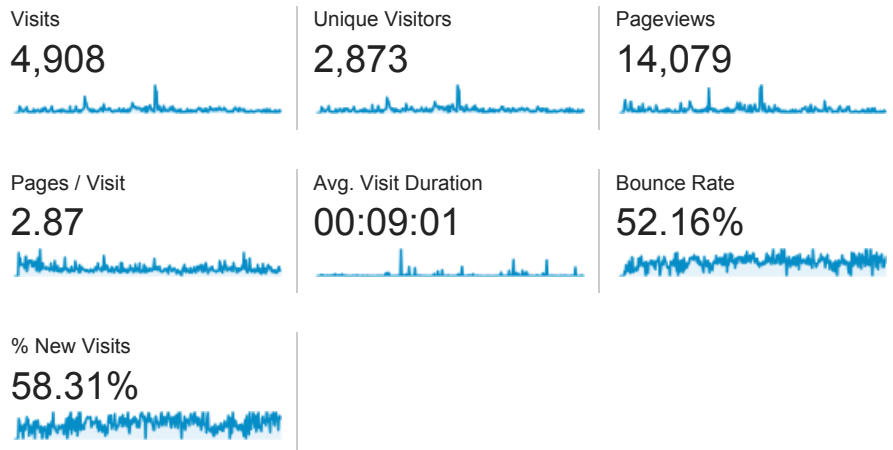 Visits
4,908
Unique Visitors
2,873
Pageviews
14,079
Pages / Visit
2.87
Avg. Visit Duration
00:09:01
Bounce Rate
52.16%
% New Visits
58.31%